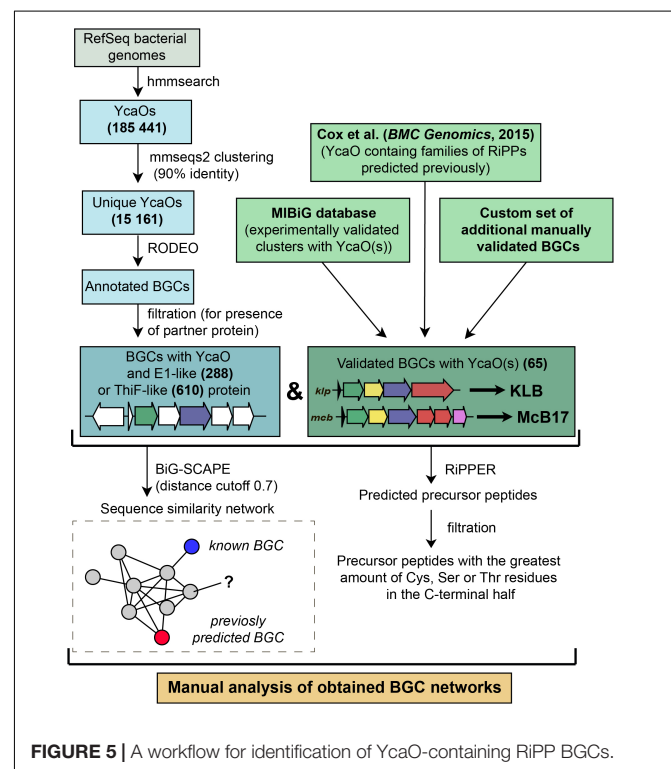 RefSeq bacterial
genomes
hmmsearch
YcaOs
(185 441)
mmseqs2 clustering
(90% identity)
Unique YcaOs
(15 161)
RODEO
Annotated BGCs
filtration (for presence
of partner protein)
BGCs with YcaO
and E1-like (288)
or ThiF-like (610) protein
Cox et al. (BMC Genomics, 2015)
(YcaO containg families of RiPPs
predicted previously)
MIBiG database
(experimentally validated
clusters with YcaO(s))
Custom set of
additional manually
validated BGCs
&
Validated BGCs with YcaO(s) (65)
klp
KLB
mcb
McB17
BiG-SCAPE
(distance cutoff 0.7)
Sequence similarity network
known BGC
?
previosly
predicted BGC
RiPPER
Predicted precursor peptides
filtration
Precursor peptides with the greatest
amount of Cys, Ser or Thr residues
in the C-terminal half
Manual analysis of obtained BGC networks
FIGURE 5 | A workflow for identification of YcaO-containing RiPP BGCs.